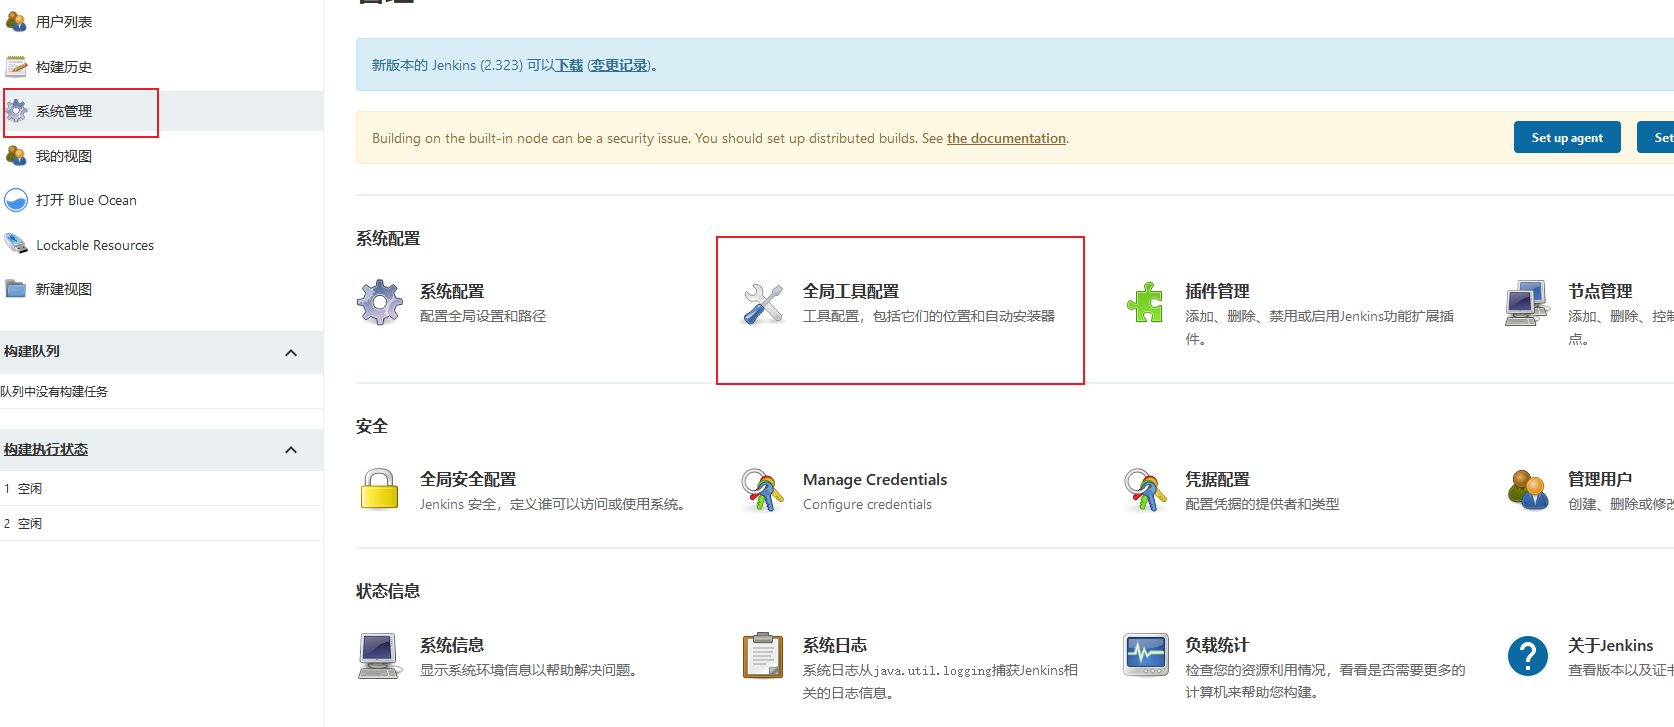 管理
用户列表
构建历史
系统管理
我的视图
打开 Blue Ocean
Lockable Resources
新建视图
构建队列
队列中没有构建任务
构建执行状态
1 空闲
2 空闲
新版本的 Jenkins (2.323) 可以下载 (变更记录)。
Building on the built-in node can be a security issue. You should set up distributed builds. See the documentation.
Set up agent
Set
系统配置
系统配置
配置全局设置和路径
全局工具配置
工具配置，包括它们的位置和自动安装器
插件管理
添加、删除、禁用或启用Jenkins功能扩展插
件。
节点管理
添加、删除、控制
点。
安全
全局安全配置
Jenkins 安全，定义谁可以访问或使用系统。
Manage Credentials
Configure credentials
凭据配置
配置凭据的提供者和类型
管理用户
创建、删除或修改
状态信息
系统信息
显示系统环境信息以帮助解决问题。
系统日志
系统日志从java.util.logging捕获Jenkins相
关的日志信息。
负载统计
检查您的资源利用情况，看看是否需要更多的
计算机来帮助您构建。
关于Jenkins
查看版本以及证书